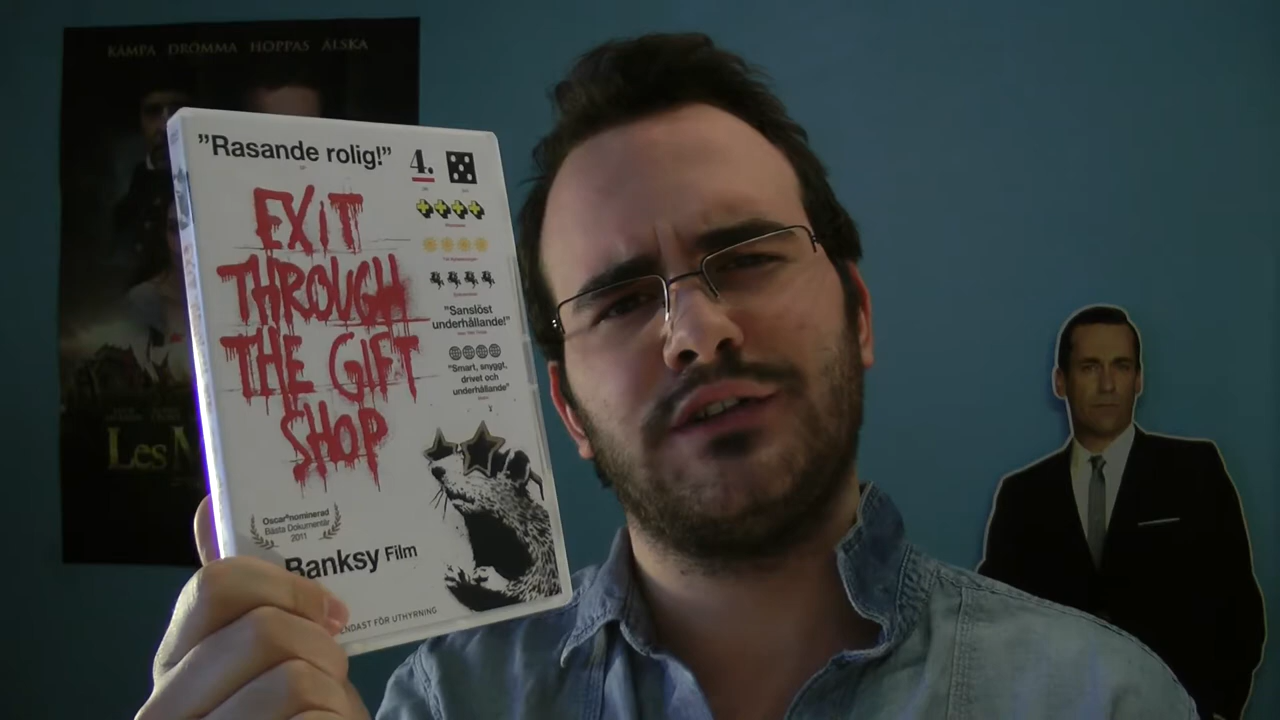 KÄMPA DRÖMMA HOPPAS ÄLSKA
"Rasande rolig!"
4.
EXIT
THROUGH
THE GIFT
SHOP
"Sanslöst
underhållande!"
"Smart, snyggt,
drivet och
underhållande"
Oscar®nominerad
Bästa Dokumentär
2011
Banksy Film
ENDAST FÖR UTHYRNING
Les M